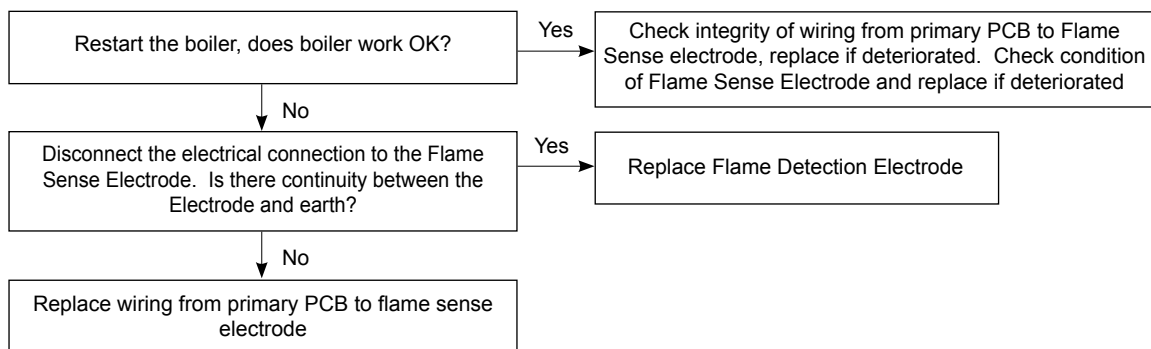 Restart the boiler, does boiler work OK?
Yes
Check integrity of wiring from primary PCB to Flame
Sense electrode, replace if deteriorated.  Check condition
of Flame Sense Electrode and replace if deteriorated
No
Disconnect the electrical connection to the Flame
Sense Electrode.  Is there continuity between the
Electrode and earth?
Yes
Replace Flame Detection Electrode
No
Replace wiring from primary PCB to flame sense
electrode